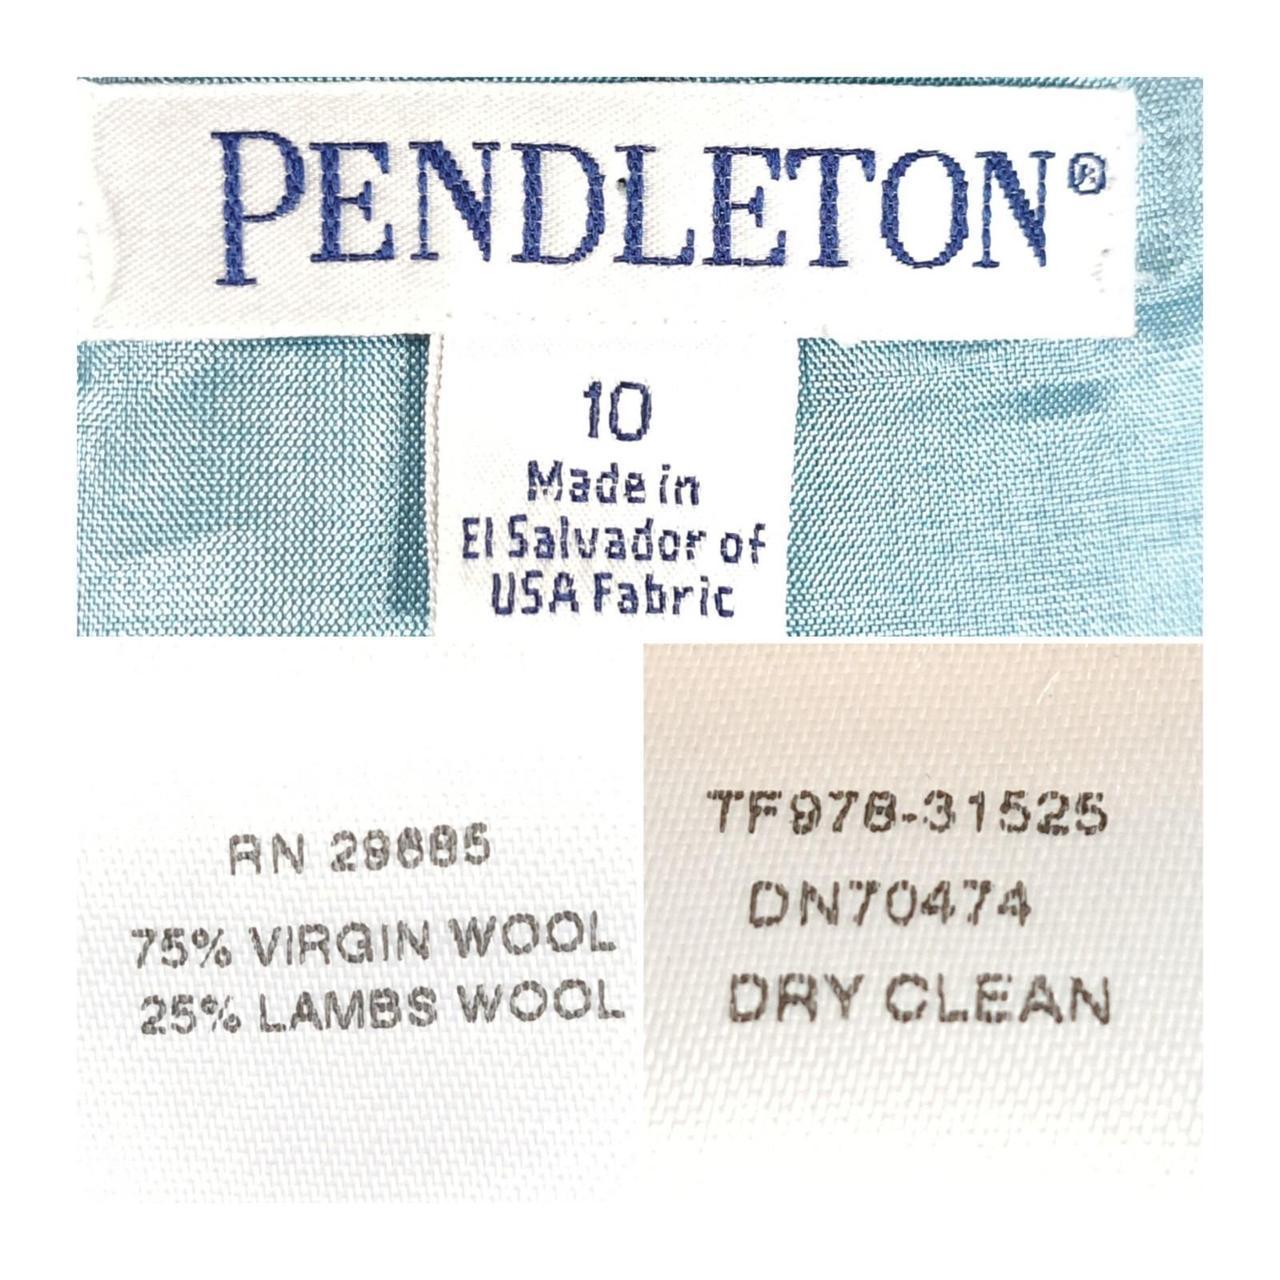 PENDLETON®
10
Made in
El Salvador of
USA Fabric
RN 29685
75% VIRGIN WOOL
25% LAMBS WOOL
TF978-31525
DN70474
DRY CLEAN